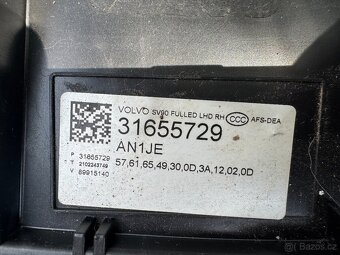 VOLVO SV90 FULLED LHD RH CCC AFS-DEA
31655729
AN1JE
P 31655729
T 2102243749
V 89915140
57,61,65,49,30,0D,3A,12,02,0D
Bazoš.cz